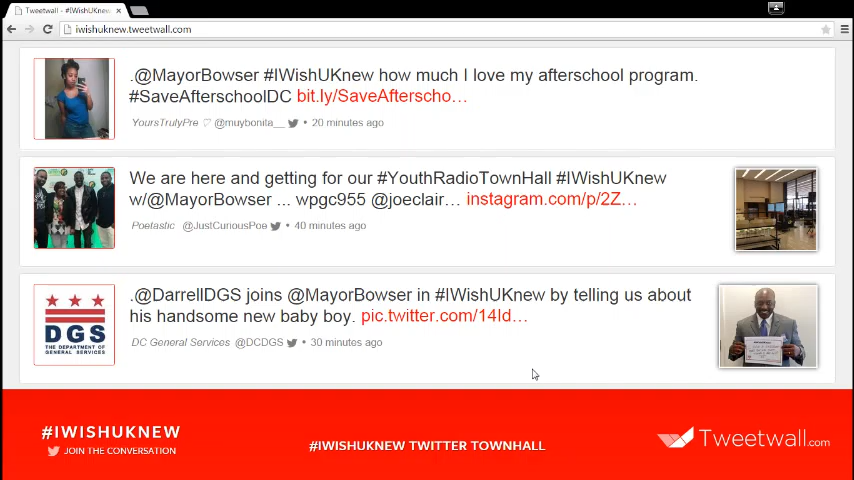 Tweetwall - #IWishUKnew
iwishuknew.tweetwall.com
.@MayorBowser #IWishUKnew how much I love my afterschool program.
#SaveAfterschoolDC bit.ly/SaveAfterscho…
YoursTrulyPre ♡ @muybonita__ • 20 minutes ago
We are here and getting for our #YouthRadioTownHall #IWishUKnew
w/@MayorBowser ... wpgc955 @joeclair… instagram.com/p/2Z…
Poetastic @JustCunousPoe • 40 minutes ago
.@DarrellDGS joins @MayorBowser in #IWishUKnew by telling us about
his handsome new baby boy. pic.twitter.com/14Id…
DGS
THE DEPARTMENT OF
GENERAL SERVICES
DC General Services @DCDGS • 30 minutes ago
#IWISHUKNEW
JOIN THE CONVERSATION
#IWISHUKNEW TWITTER TOWNHALL
Tweetwall.com